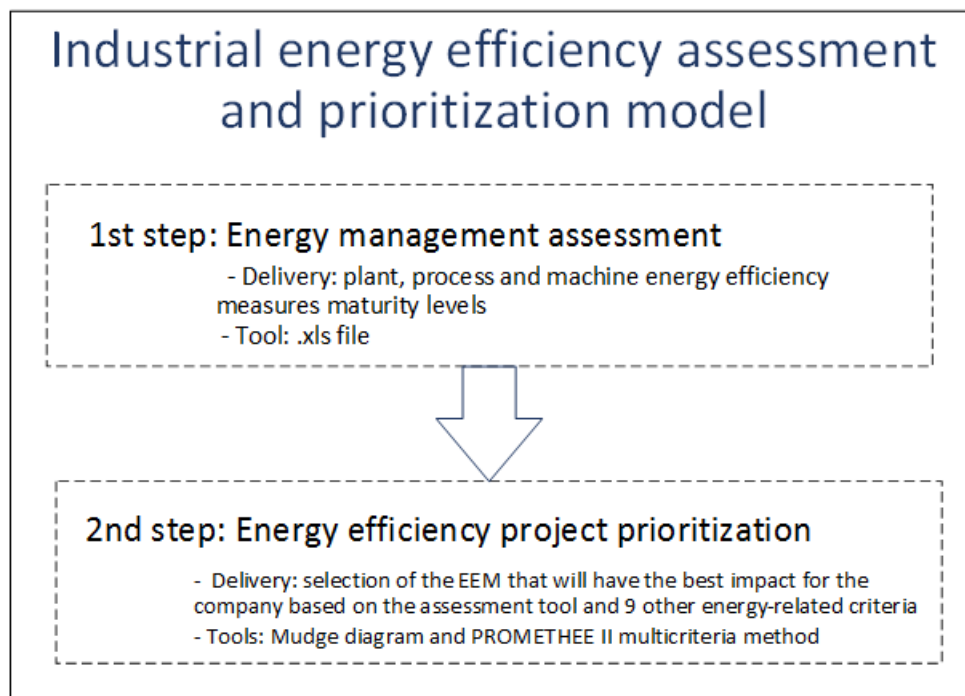 Industrial energy efficiency assessment
and prioritization model
1st step: Energy management assessment
- Delivery: plant, process and machine energy efficiency
measures maturity levels
- Tool: .xls file
2nd step: Energy efficiency project prioritization
- Delivery: selection of the EEM that will have the best impact for the
company based on the assessment tool and 9 other energy-related criteria
- Tools: Mudge diagram and PROMETHEE II multicriteria method